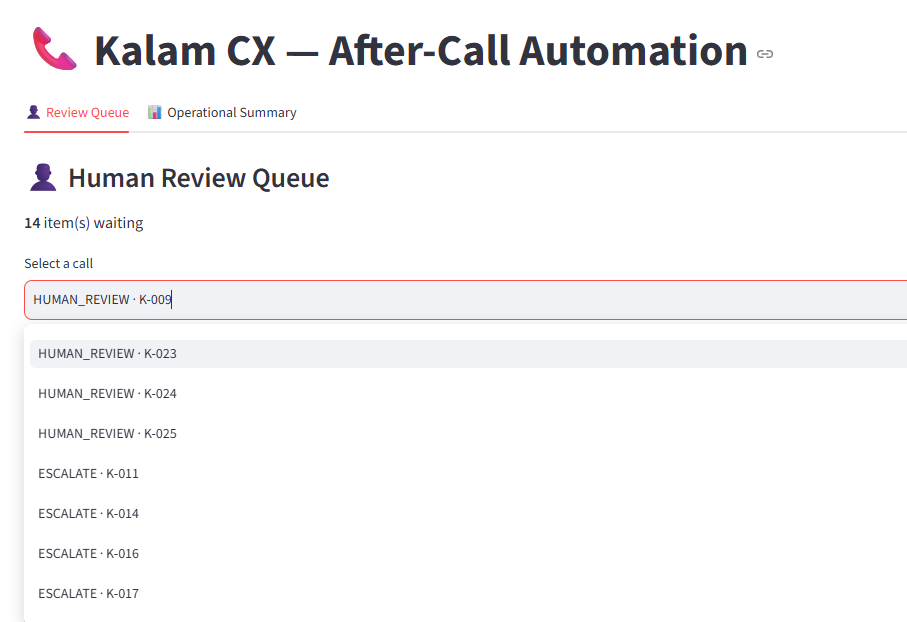 Kalam CX — After-Call Automation
Review Queue Operational Summary
Human Review Queue
14 item(s) waiting
Select a call
HUMAN_REVIEW · K-009
HUMAN_REVIEW · K-023
HUMAN_REVIEW · K-024
HUMAN_REVIEW · K-025
ESCALATE · K-011
ESCALATE · K-014
ESCALATE · K-016
ESCALATE · K-017